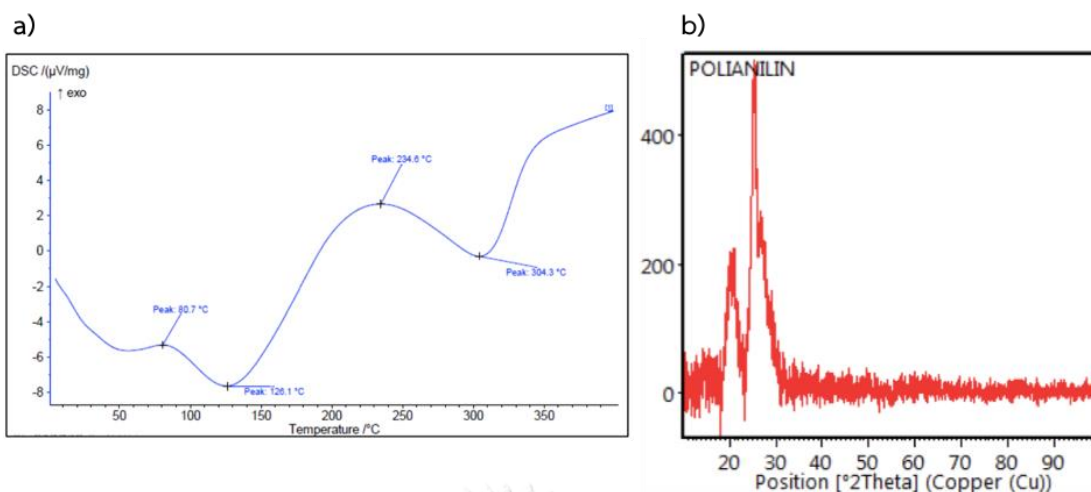 a)
b)
DSC /(µV/mg)
↑ exo
8
6
4
2
0
-2
-4
-6
-8
Peak: 80.7 °C
Peak: 126.1 °C
Peak: 234.6 °C
Peak: 304.3 °C
50
100
150
200
250
300
350
Temperature /°C
POLIANILIN
400
200
0
20
30
40
50
60
70
80
90
Position [°2Theta] (Copper (Cu))